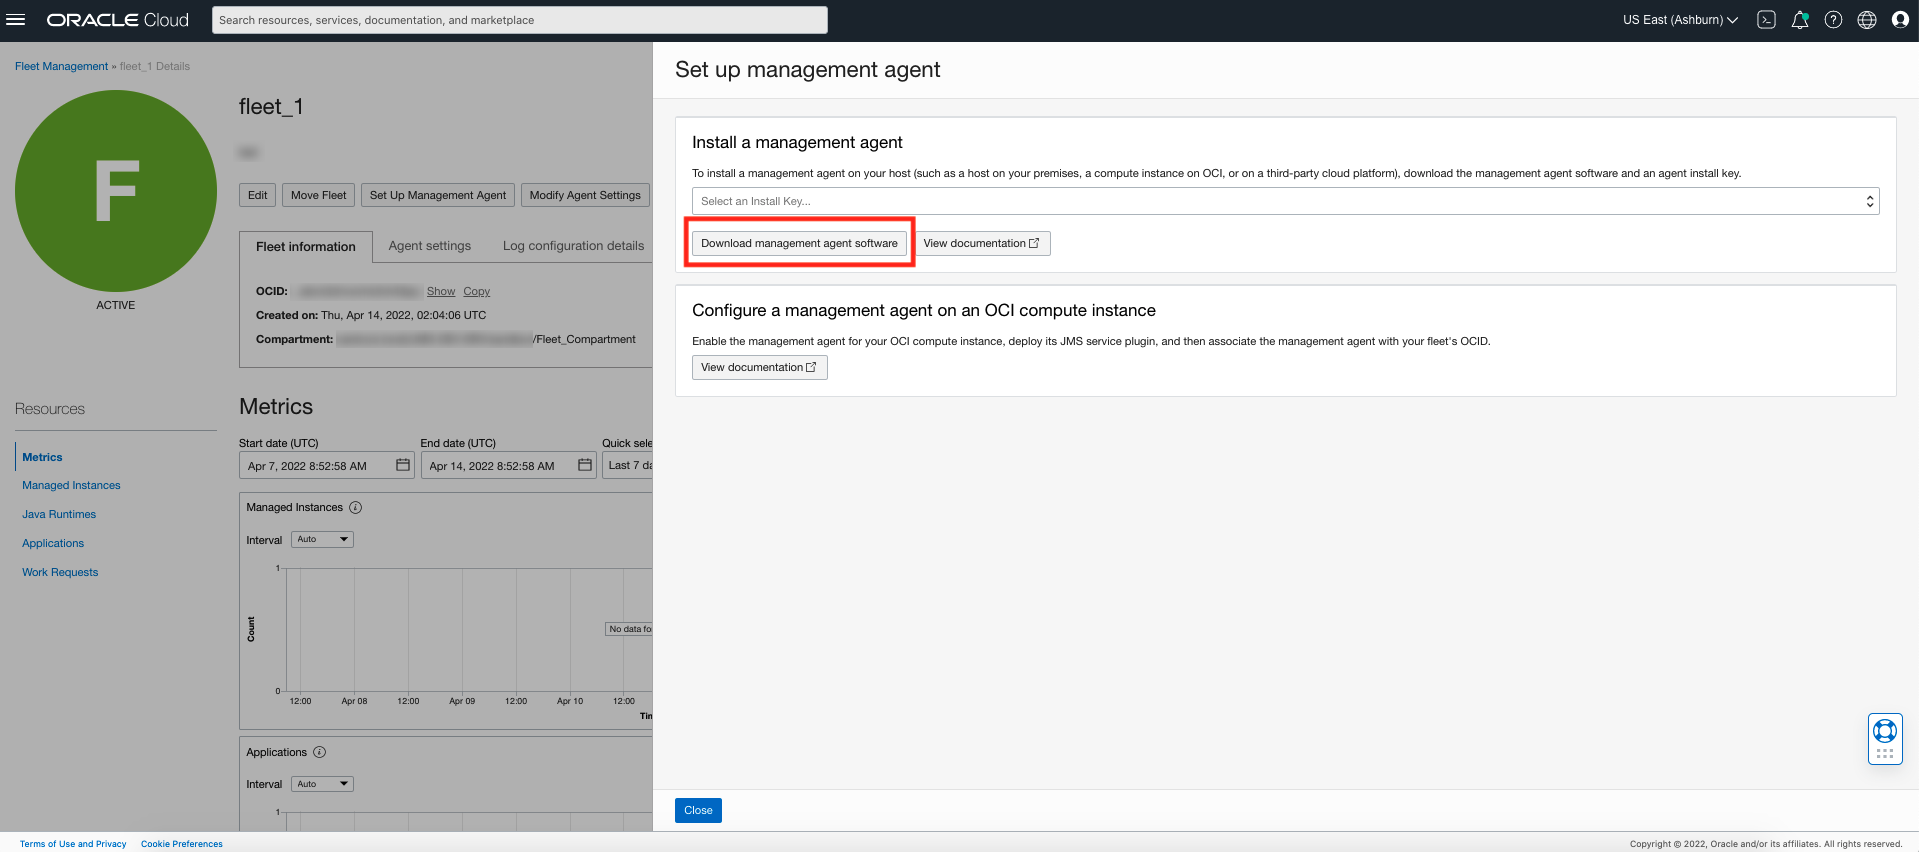 ORACLE Cloud
Search resources, services, documentation, and marketplace
US East (Ashburn)
Fleet Management » fleet_1 Details
F
ACTIVE
fleet_1
Edit
Move Fleet
Set Up Management Agent
Modify Agent Settings
Fleet information
Agent settings
Log configuration details
OCID: Show Copy
Created on: Thu, Apr 14, 2022, 02:04:06 UTC
Compartment: /Fleet_Compartment
Resources
Metrics
Managed Instances
Java Runtimes
Applications
Work Requests
Metrics
Start date (UTC)
End date (UTC)
Quick sele
Apr 7, 2022 8:52:58 AM
Apr 14, 2022 8:52:58 AM
Last 7 da
Managed Instances
Interval Auto
1
Count
No data fo
0
12:00 Apr 08 12:00 Apr 09 12:00 Apr 10 12:00
Tin
Applications
Interval Auto
1
Set up management agent
Install a management agent
To install a management agent on your host (such as a host on your premises, a compute instance on OCI, or on a third-party cloud platform), download the management agent software and an agent install key.
Select an Install Key...
Download management agent software
View documentation
Configure a management agent on an OCI compute instance
Enable the management agent for your OCI compute instance, deploy its JMS service plugin, and then associate the management agent with your fleet's OCID.
View documentation
Close
Terms of Use and Privacy
Cookie Preferences
Copyright © 2022, Oracle and/or its affiliates. All rights reserved.